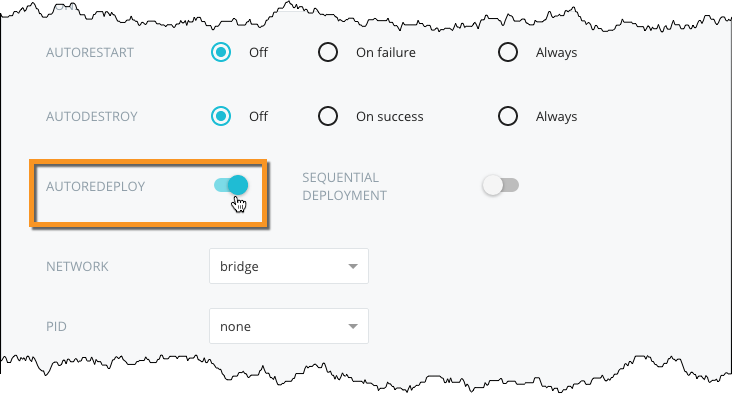 AUTORESTART Off On failure Always
AUTODESTROY Off On success Always
AUTOREDEPLOY SEQUENTIAL
DEPLOYMENT
NETWORK bridge
PID none